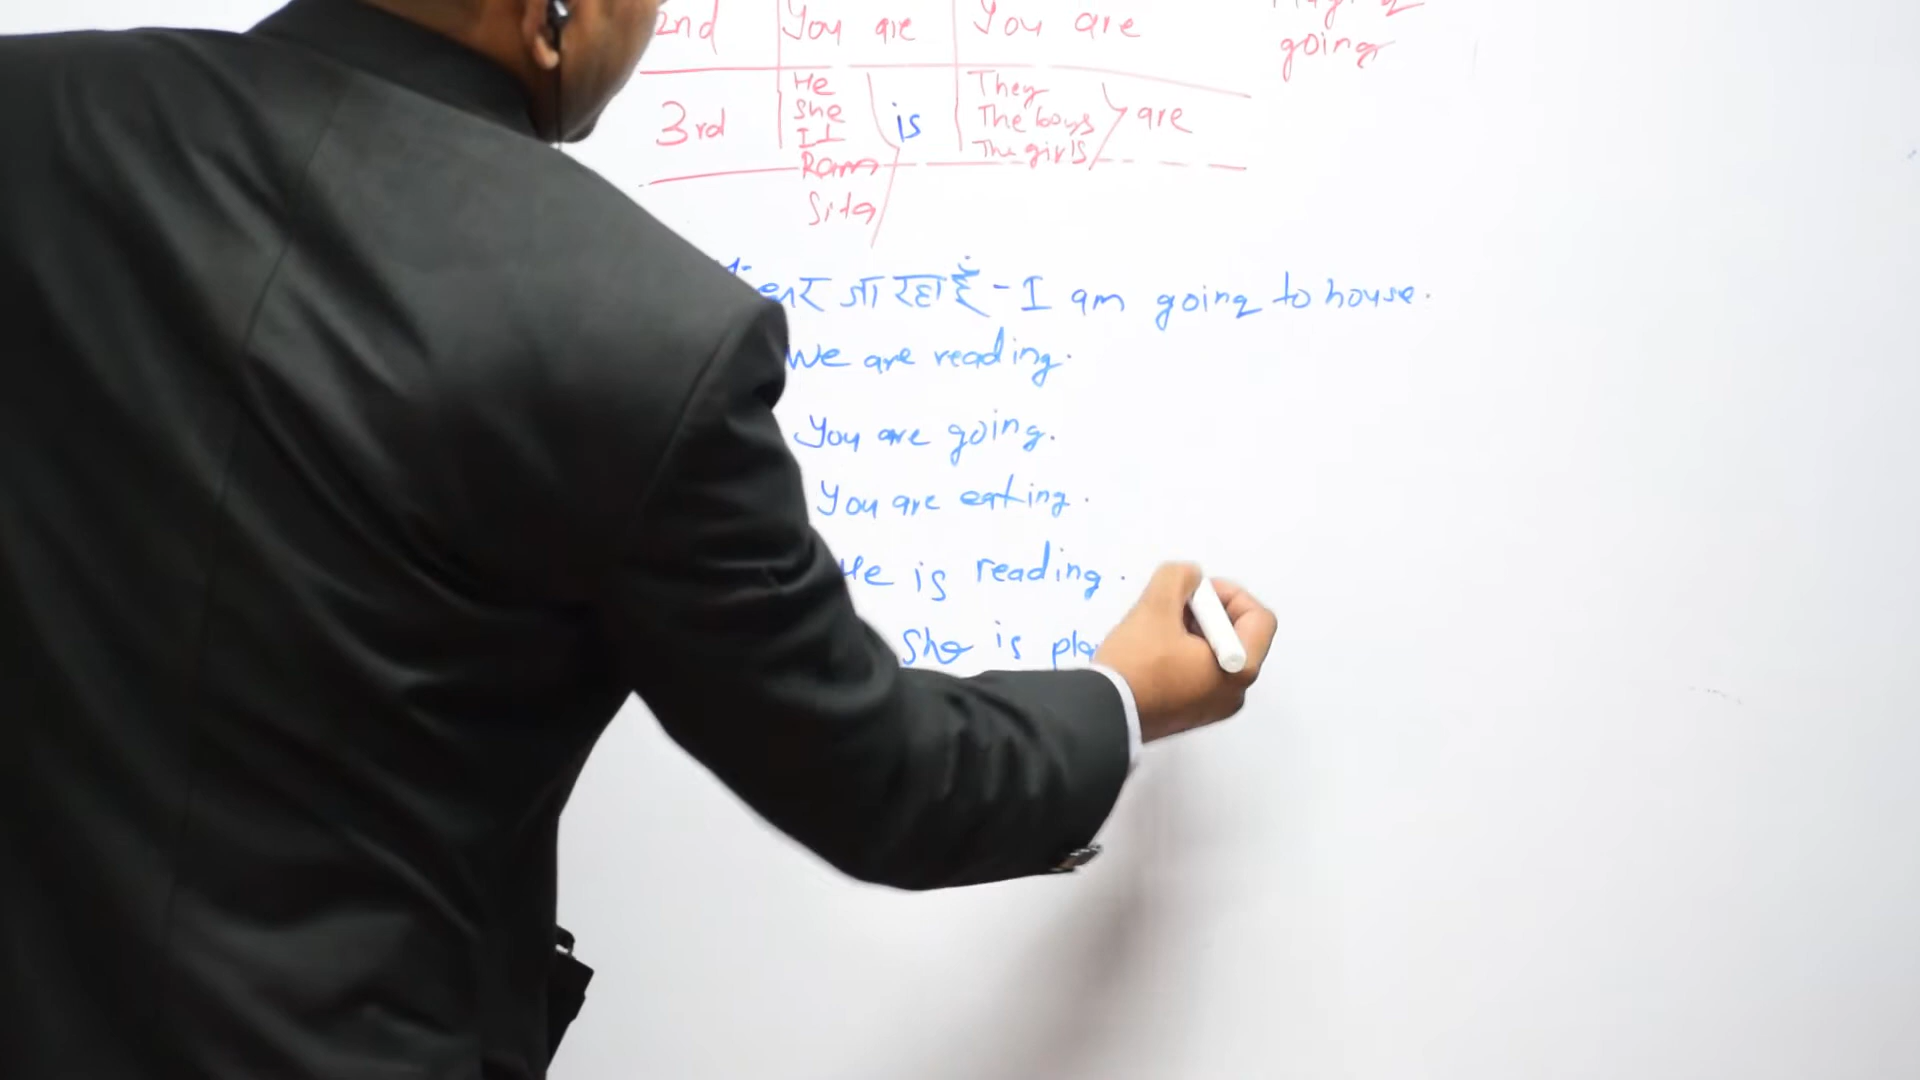 2nd You are You are
going
He They
3rd She is The boys are
It The girls
Ram
Sita
घर जा रहा हूँ - I am going to house.
We are reading.
You are going.
You are eating.
He is reading.
She is